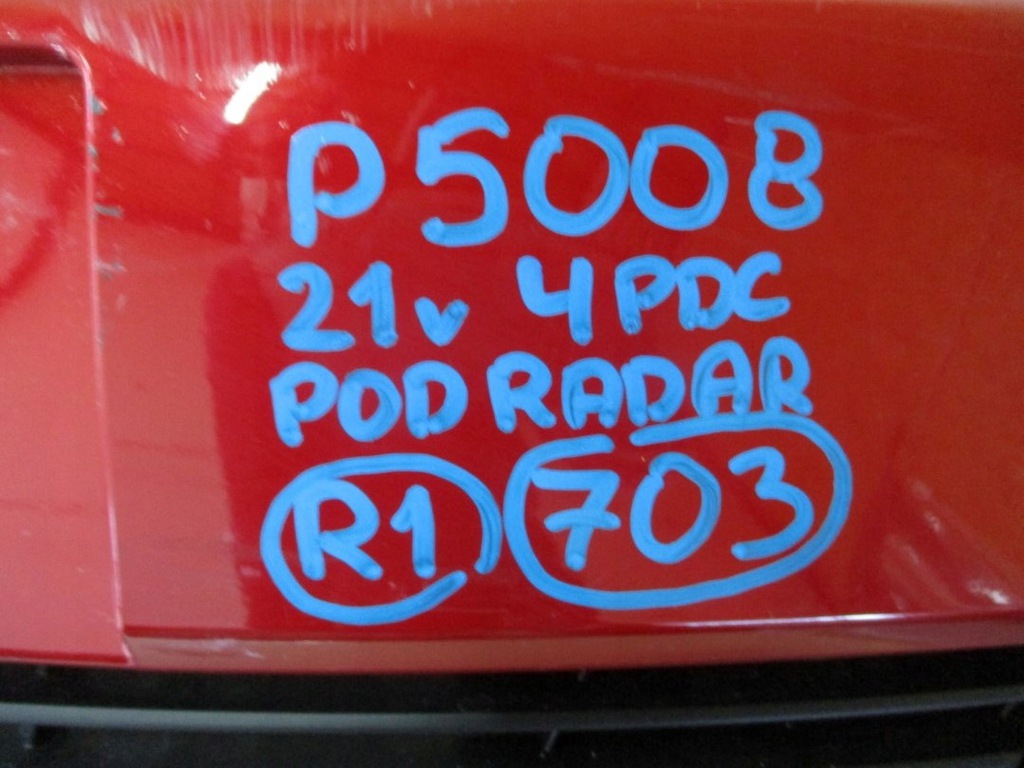 P5008
21v 4PDC
POD RADAR
R1 703